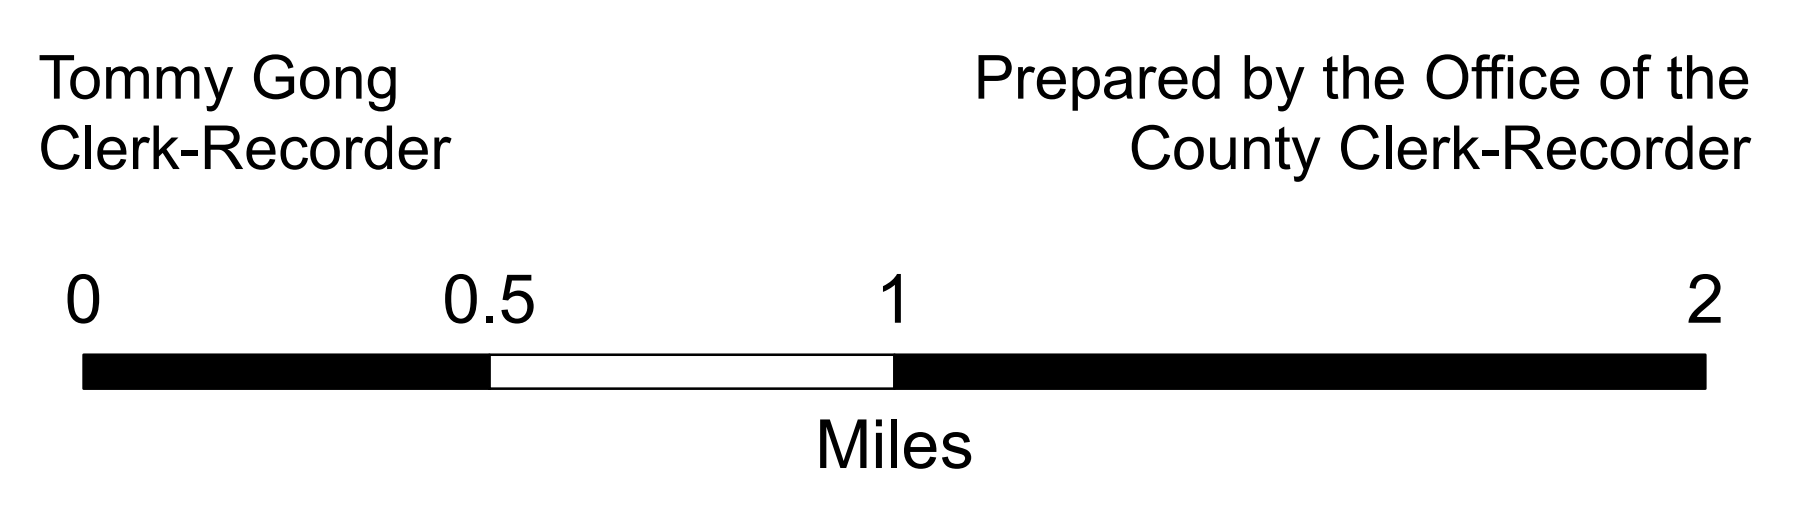 Tommy Gong
Clerk-Recorder
Prepared by the Office of the
County Clerk-Recorder
0 0.5 1 2
Miles